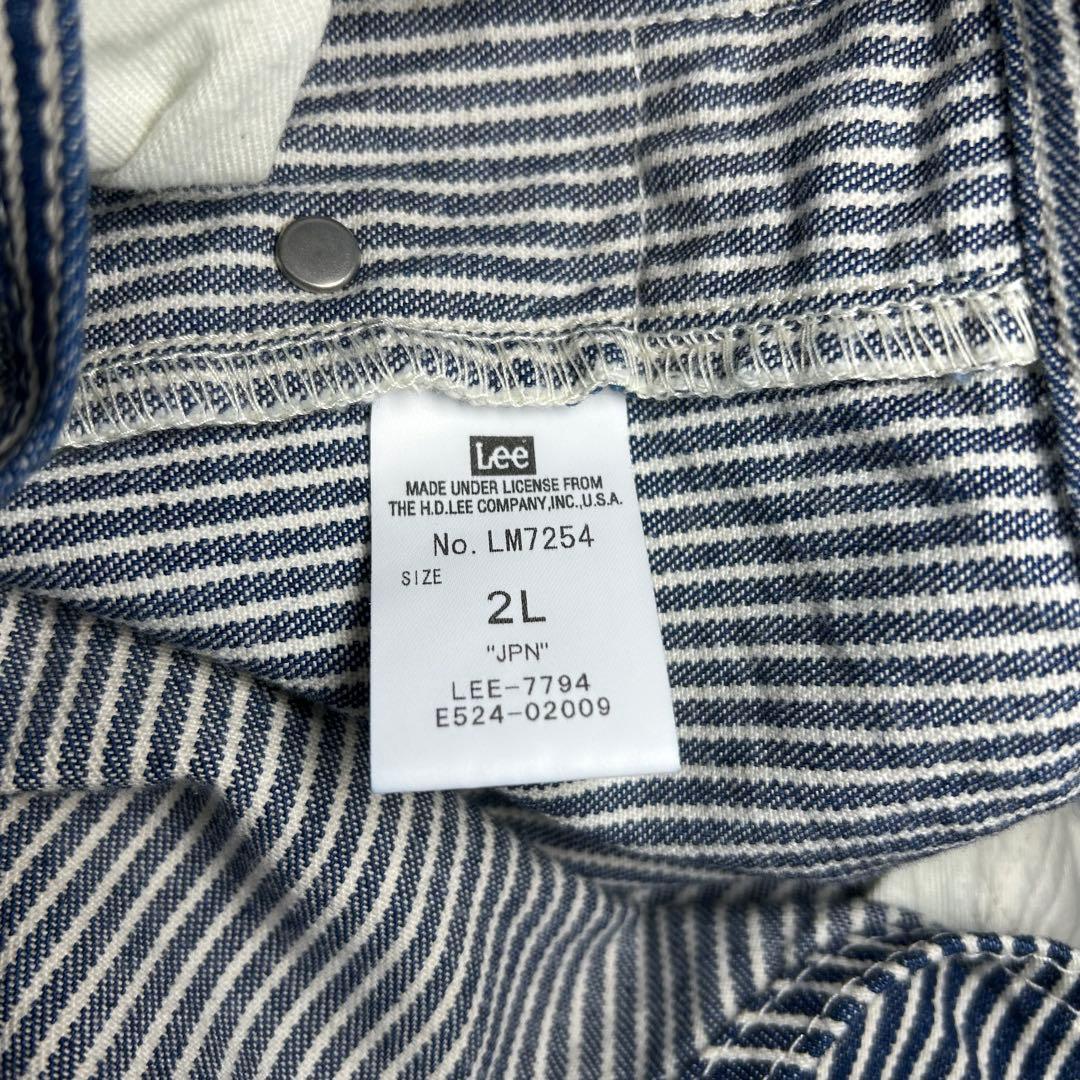 Lee
MADE UNDER LICENSE FROM
THE H.D.LEE COMPANY,INC.,U.S.A.
No. LM7254
SIZE
2L
"JPN"
LEE-7794
E524-02009